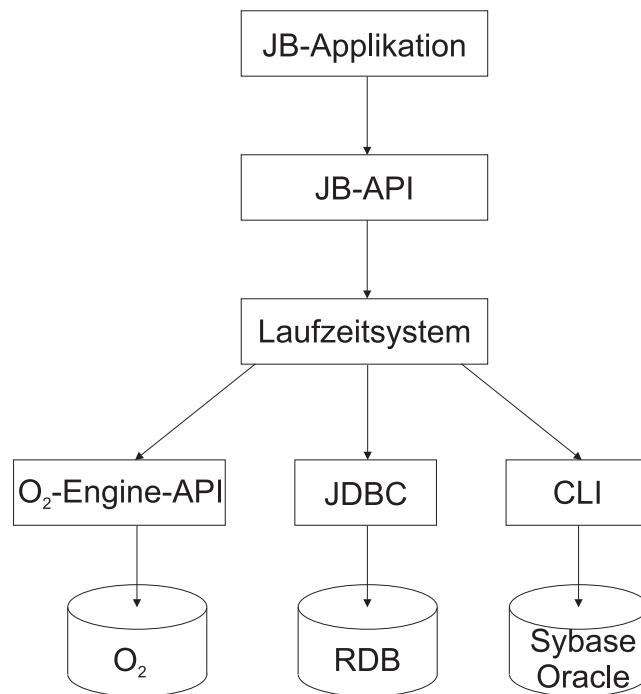 JB-Applikation
JB-API
Laufzeitsystem
O₂-Engine-API
JDBC
CLI
O₂
RDB
Sybase
Oracle